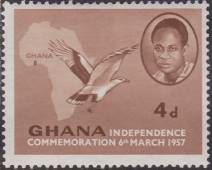 GHANA
4d
GHANA INDEPENDENCE
COMMEMORATION 6th MARCH 1957